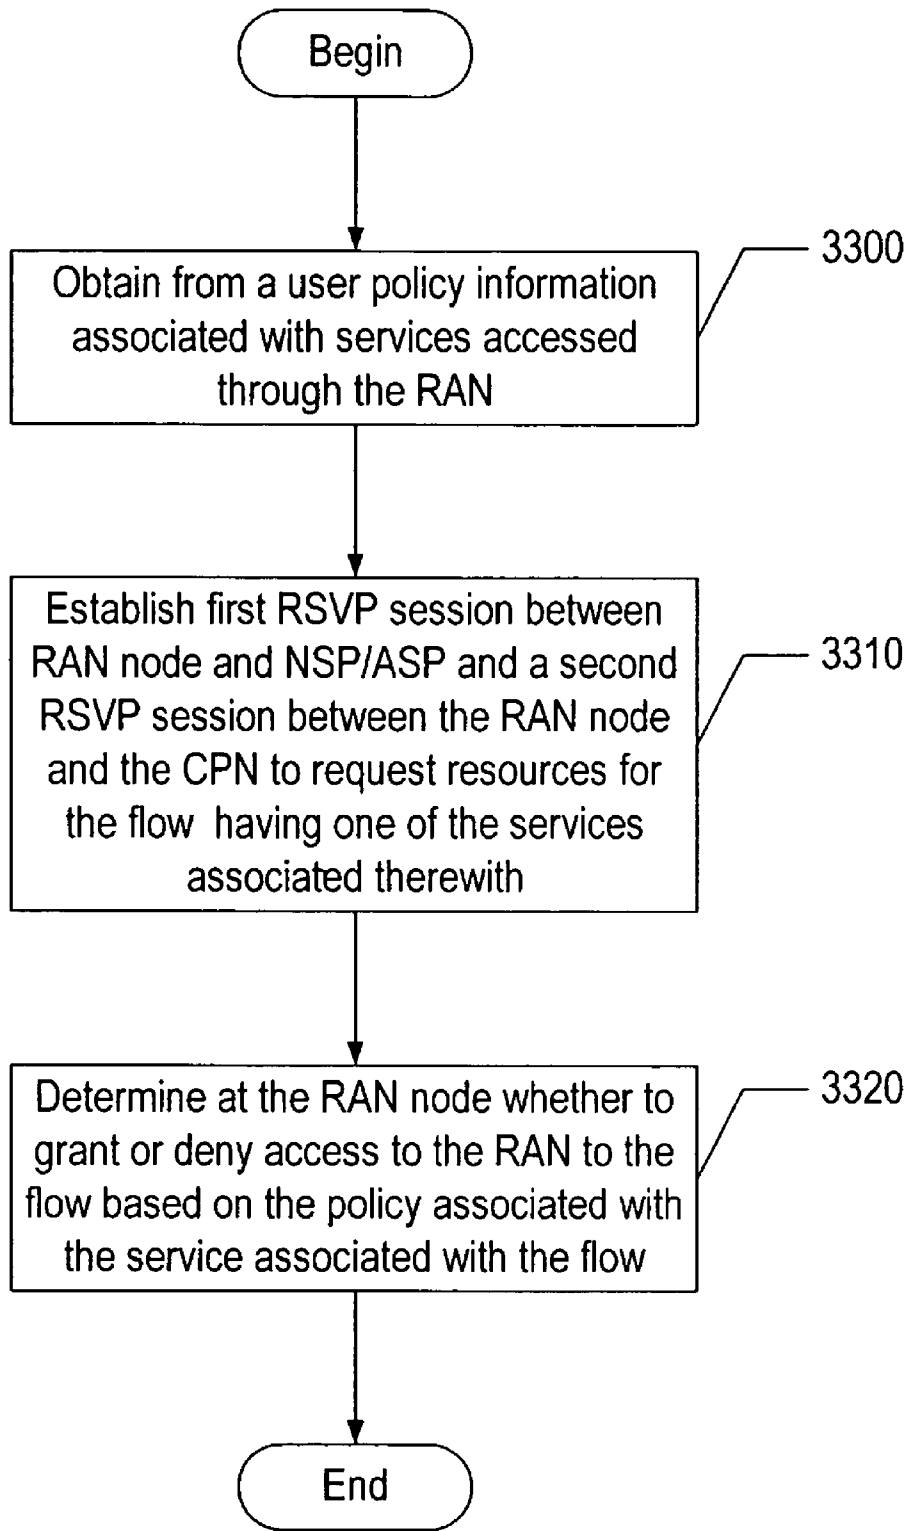 Begin
Obtain from a user policy information
associated with services accessed
through the RAN
3300
Establish first RSVP session between
RAN node and NSP/ASP and a second
RSVP session between the RAN node
and the CPN to request resources for
the flow having one of the services
associated therewith
3310
Determine at the RAN node whether to
grant or deny access to the RAN to the
flow based on the policy associated with
the service associated with the flow
3320
End